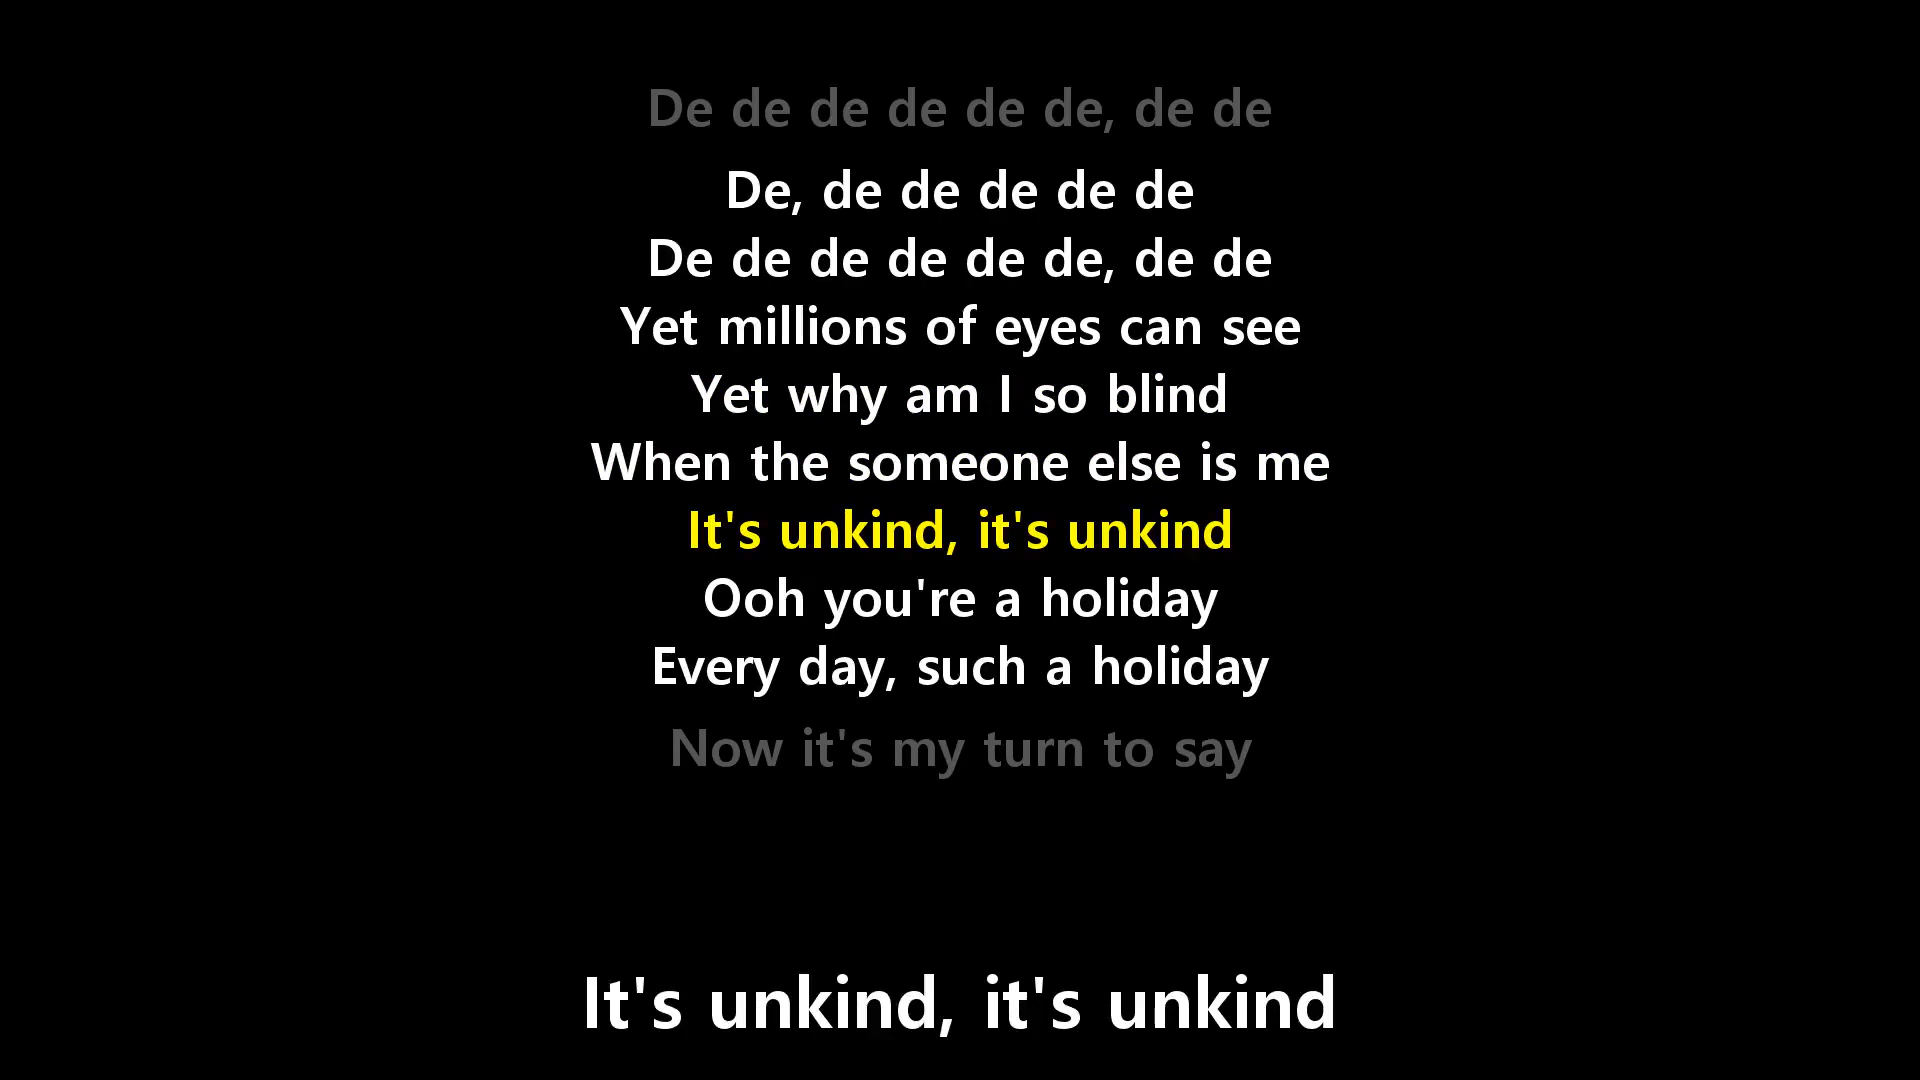 De de de de de de, de de
De, de de de de de
De de de de de de, de de
Yet millions of eyes can see
Yet why am I so blind
When the someone else is me
It's unkind, it's unkind
Ooh you're a holiday
Every day, such a holiday
Now it's my turn to say
It's unkind, it's unkind